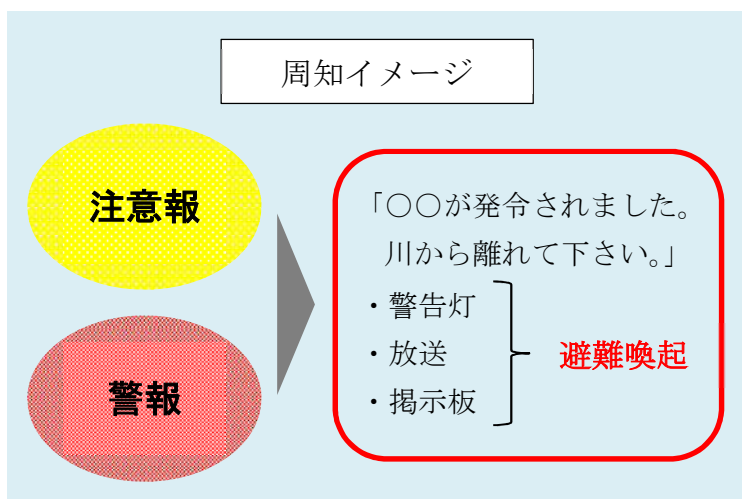 周知イメージ
注意報
警報
「〇〇が発令されました。
川から離れて下さい。」
・警告灯
・放送
・掲示板
避難喚起